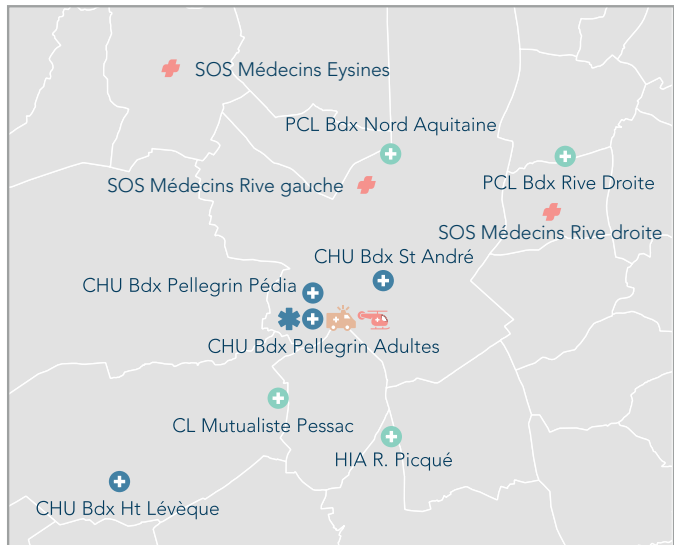 SOS Médecins Eysines
PCL Bdx Nord Aquitaine
SOS Médecins Rive gauche
PCL Bdx Rive Droite
SOS Médecins Rive droite
CHU Bdx St André
CHU Bdx Pellegrin Pédia
CHU Bdx Pellegrin Adultes
CL Mutualiste Pessac
HIA R. Picqué
CHU Bdx Ht Lévèque